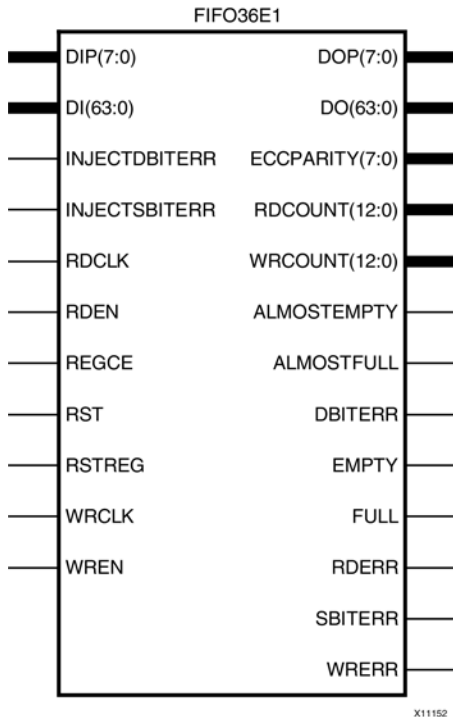 FIFO36E1
DIP(7:0) DOP(7:0)
DI(63:0) DO(63:0)
INJECTDBITERR ECCPARITY(7:0)
INJECTSBITERR RDCOUNT(12:0)
RDCLK WRCOUNT(12:0)
RDEN ALMOSTEMPTY
REGCE ALMOSTFULL
RST DBITERR
RSTREG EMPTY
WRCLK FULL
WREN RDERR
SBITERR
WRERR
X11152